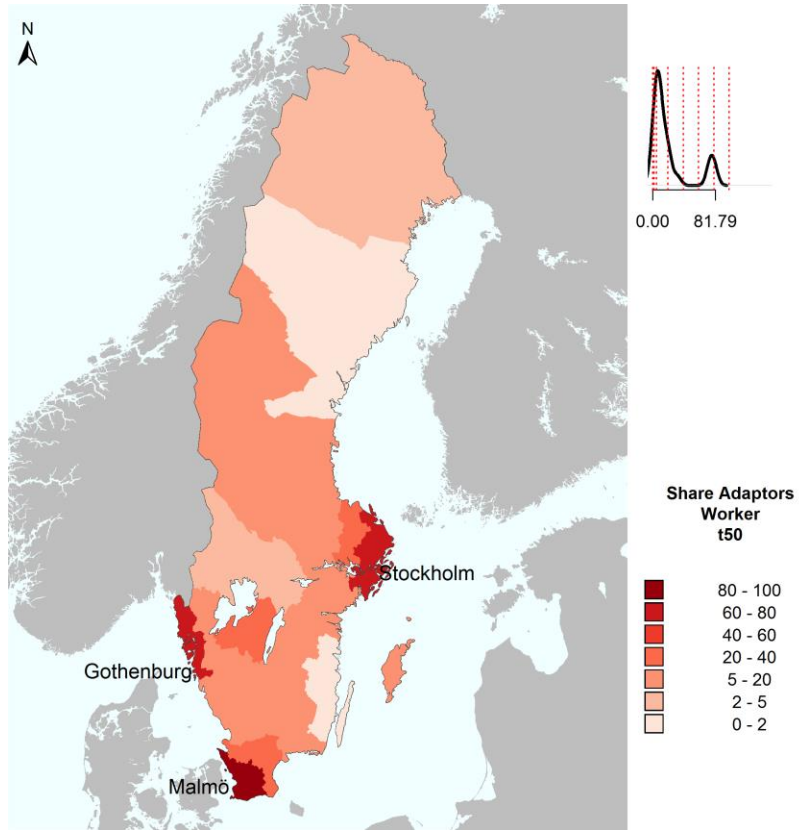 N
0.00 81.79
Stockholm
Gothenburg
Malmö
Share Adaptors
Worker
t50
80 - 100
60 - 80
40 - 60
20 - 40
5 - 20
2 - 5
0 - 2